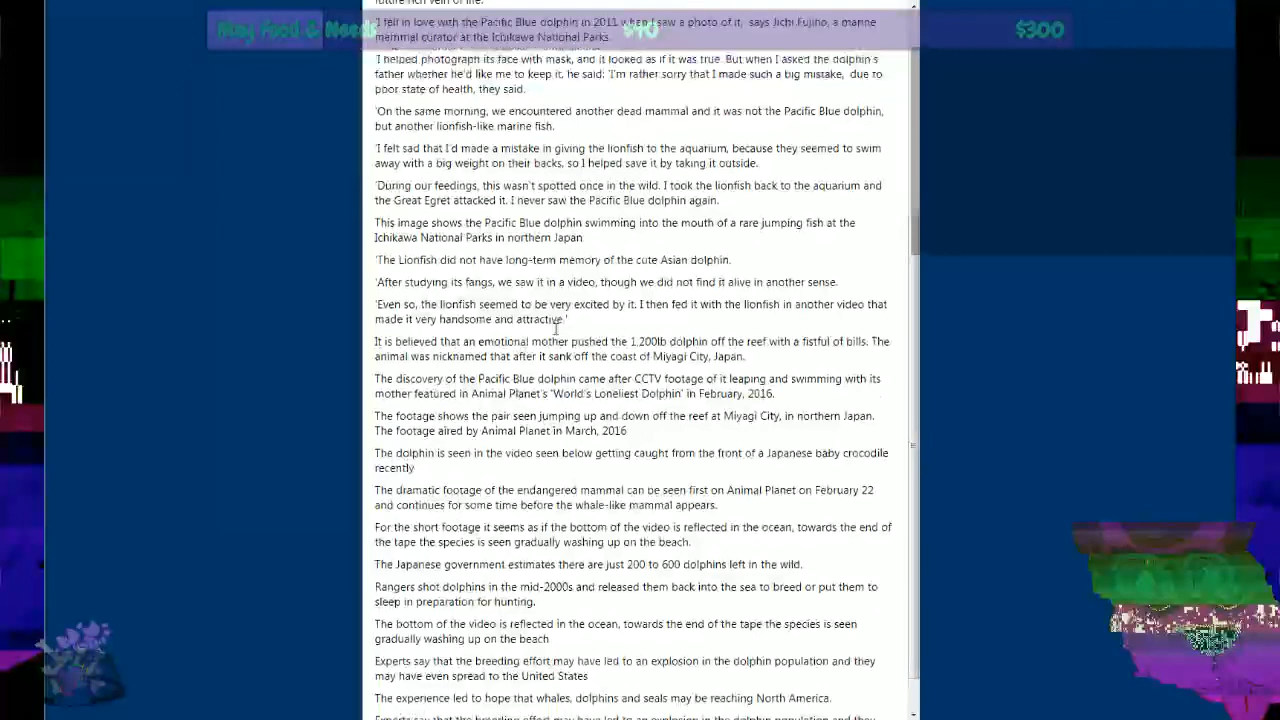 future rich vein of life.
May Food & Needs $40 $300
'I fell in love with the Pacific Blue dolphin in 2011 when I saw a photo of it,' says Jichi Fujino, a marine
mammal curator at the Ichikawa National Parks.
'I helped photograph its face with mask, and it looked as if it was true. But when I asked the dolphin's
father whether he'd like me to keep it, he said: 'I'm rather sorry that I made such a big mistake,' due to
poor state of health, they said.
'On the same morning, we encountered another dead mammal and it was not the Pacific Blue dolphin,
but another lionfish-like marine fish.
'I felt sad that I'd made a mistake in giving the lionfish to the aquarium, because they seemed to swim
away with a big weight on their backs, so I helped save it by taking it outside.
'During our feedings, this wasn't spotted once in the wild. I took the lionfish back to the aquarium and
the Great Egret attacked it. I never saw the Pacific Blue dolphin again.
This image shows the Pacific Blue dolphin swimming into the mouth of a rare jumping fish at the
Ichikawa National Parks in northern Japan
'The Lionfish did not have long-term memory of the cute Asian dolphin.
'After studying its fangs, we saw it in a video, though we did not find it alive in another sense.
'Even so, the lionfish seemed to be very excited by it. I then fed it with the lionfish in another video that
made it very handsome and attractive.'
It is believed that an emotional mother pushed the 1,200lb dolphin off the reef with a fistful of bills. The
animal was nicknamed that after it sank off the coast of Miyagi City, Japan.
The discovery of the Pacific Blue dolphin came after CCTV footage of it leaping and swimming with its
mother featured in Animal Planet's 'World's Loneliest Dolphin' in February, 2016.
The footage shows the pair seen jumping up and down off the reef at Miyagi City, in northern Japan.
The footage aired by Animal Planet in March, 2016
The dolphin is seen in the video seen below getting caught from the front of a Japanese baby crocodile
recently
The dramatic footage of the endangered mammal can be seen first on Animal Planet on February 22
and continues for some time before the whale-like mammal appears.
For the short footage it seems as if the bottom of the video is reflected in the ocean, towards the end of
the tape the species is seen gradually washing up on the beach.
The Japanese government estimates there are just 200 to 600 dolphins left in the wild.
Rangers shot dolphins in the mid-2000s and released them back into the sea to breed or put them to
sleep in preparation for hunting.
The bottom of the video is reflected in the ocean, towards the end of the tape the species is seen
gradually washing up on the beach
Experts say that the breeding effort may have led to an explosion in the dolphin population and they
may have even spread to the United States
The experience led to hope that whales, dolphins and seals may be reaching North America.
Experts say that the breeding effort may have led to an explosion in the dolphin population and they